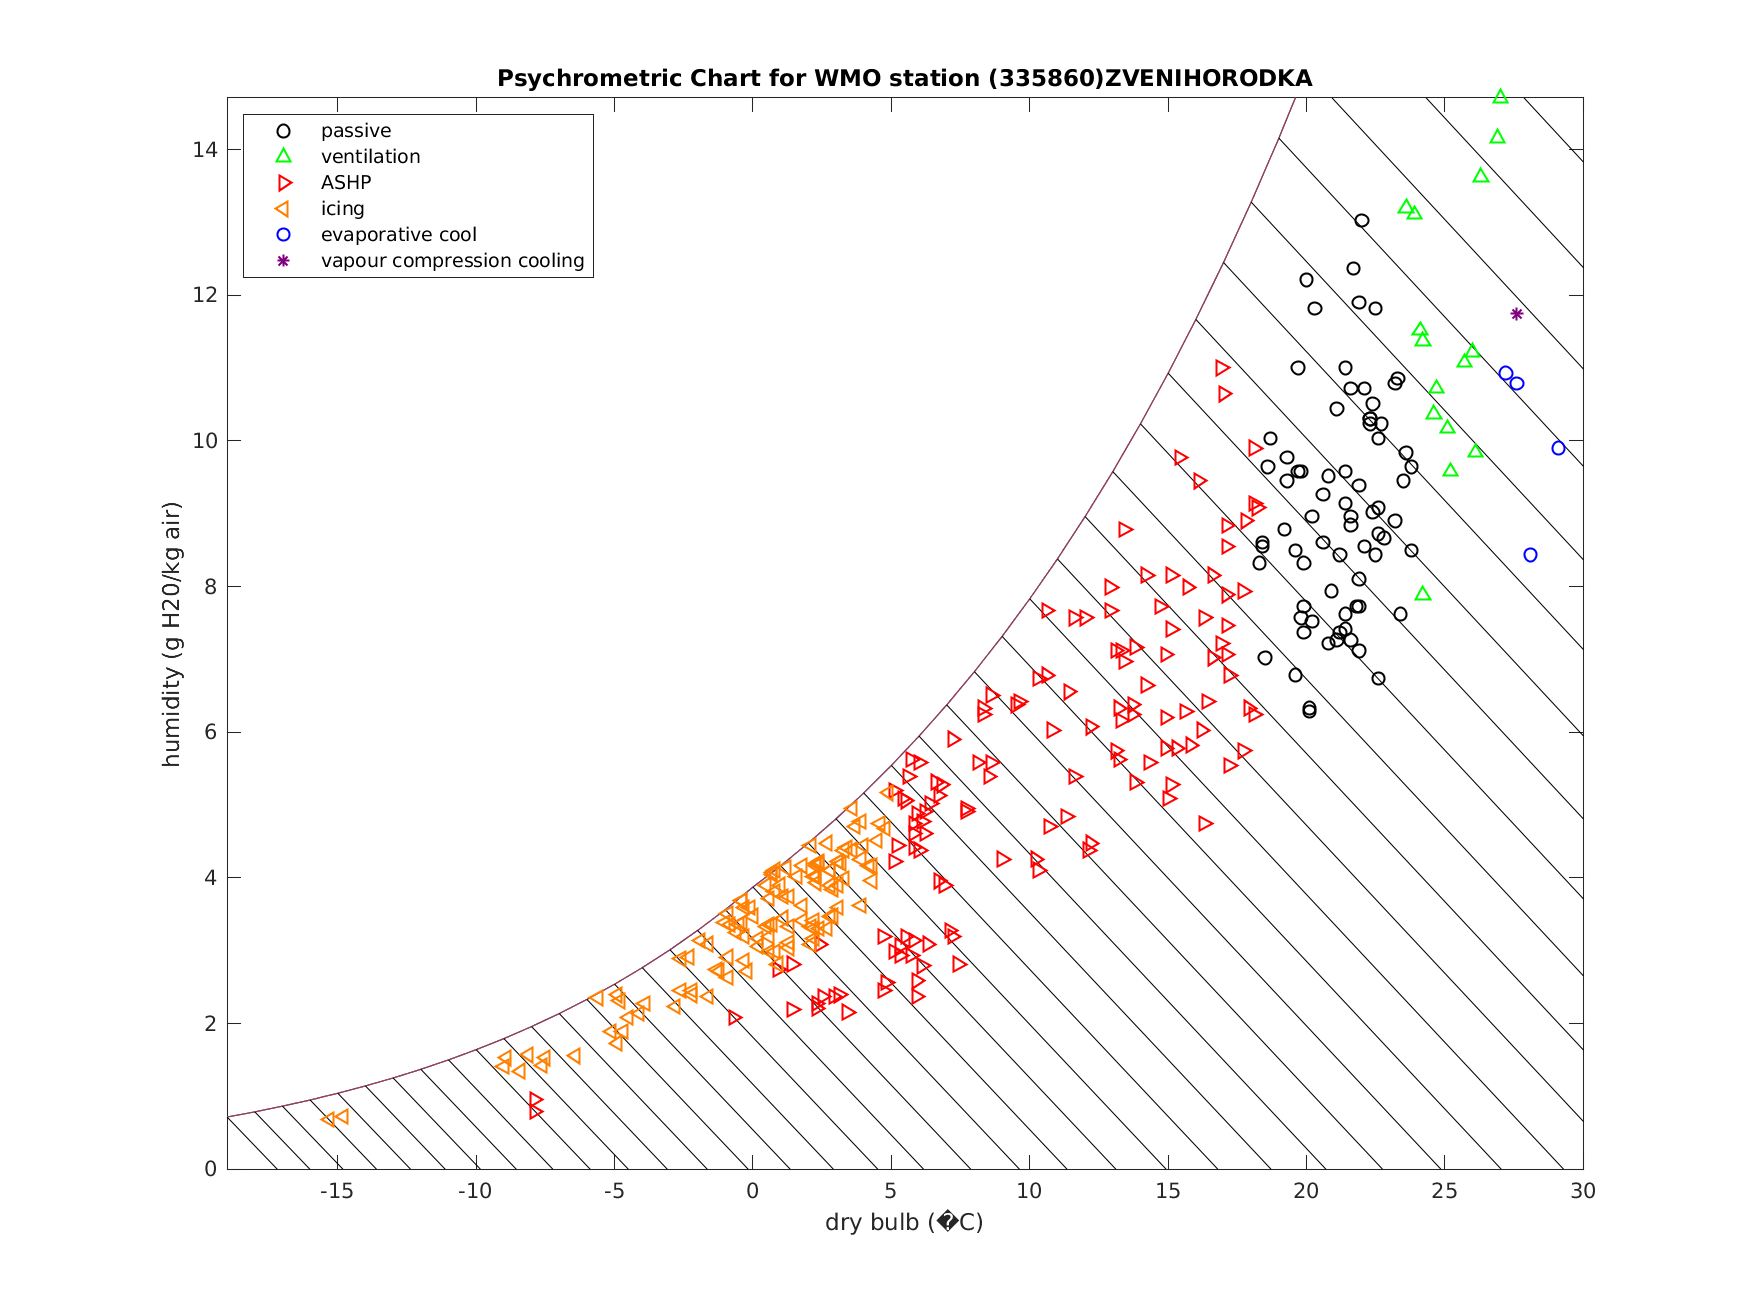 Psychrometric Chart for WMO station (335860)ZVENIHORODKA
passive
ventilation
ASHP
icing
evaporative cool
vapour compression cooling
humidity (g H20/kg air)
14
12
10
8
6
4
2
0
-15 -10 -5 0 5 10 15 20 25 30
dry bulb (�C)